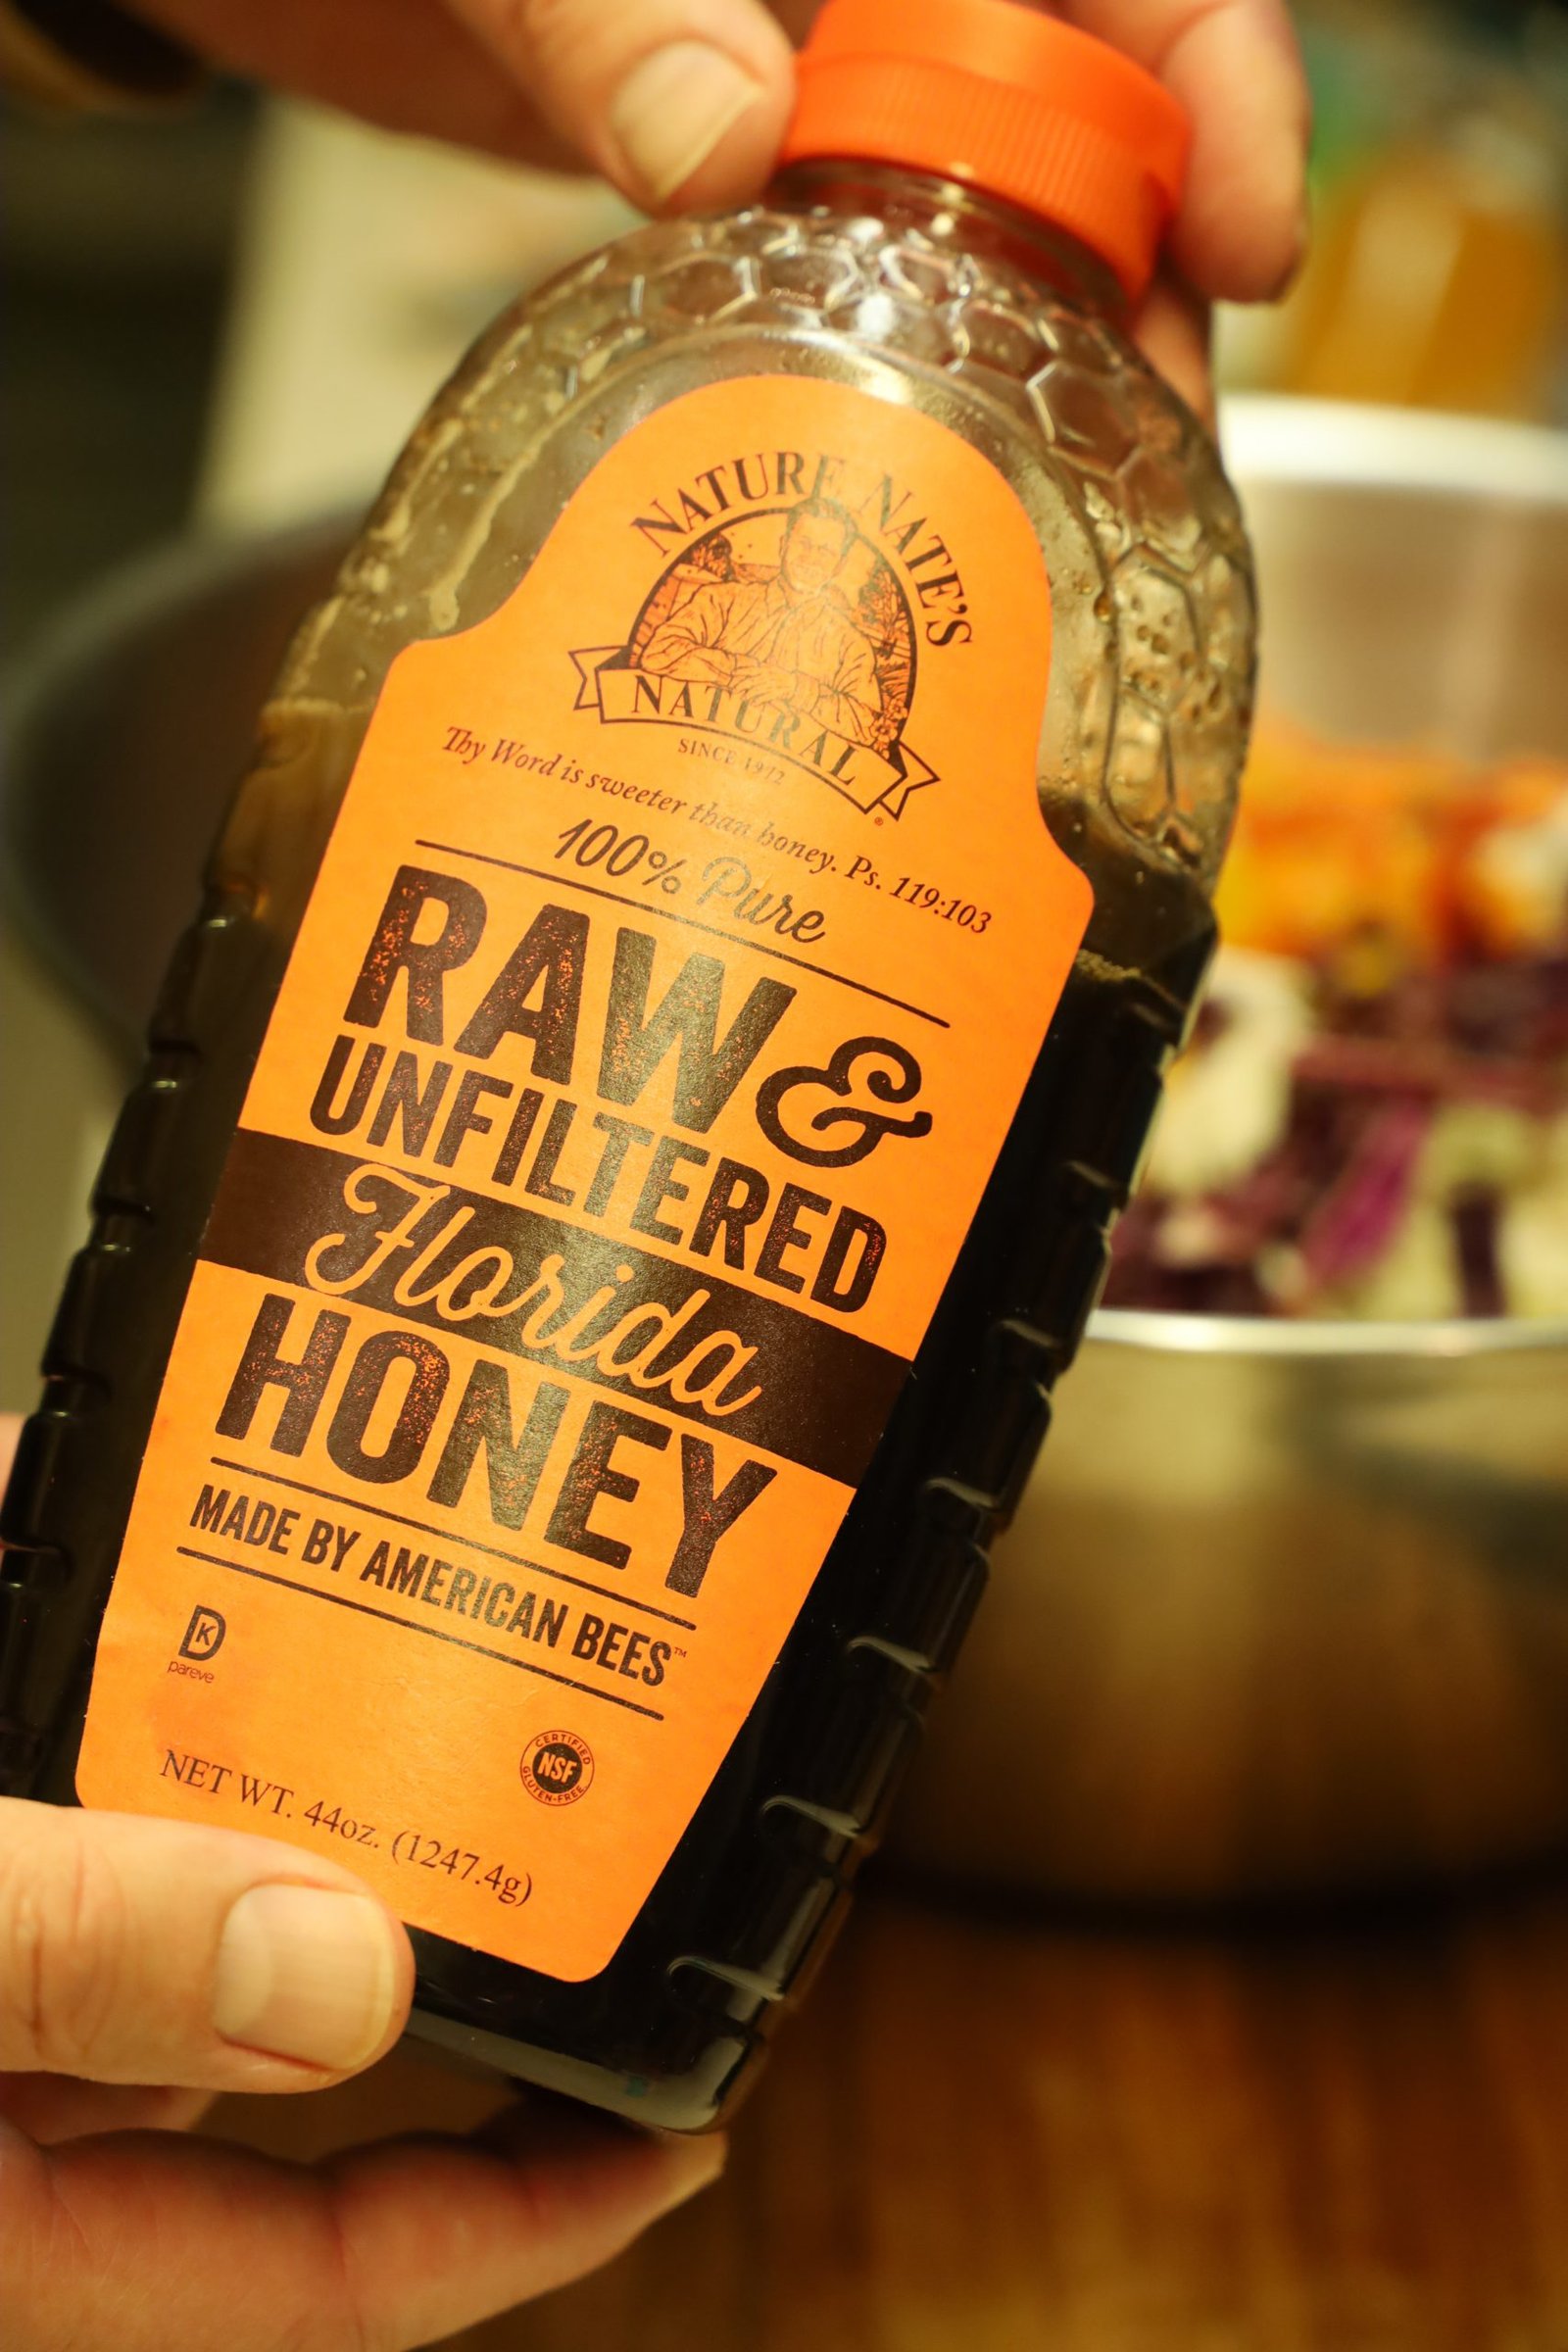 NATURE NATE'S
NATURAL
SINCE 1972
Thy Word is sweeter than honey. Ps. 119:103
100% Pure
RAW &
UNFILTERED
Florida
HONEY
MADE BY AMERICAN BEES™
K
pareve
CERTIFIED
NSF
GLUTEN-FREE
NET WT. 44oz. (1247.4g)